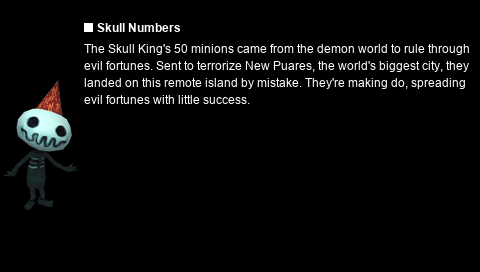 Skull Numbers
The Skull King's 50 minions came from the demon world to rule through
evil fortunes. Sent to terrorize New Puares, the world's biggest city, they
landed on this remote island by mistake. They're making do, spreading
evil fortunes with little success.